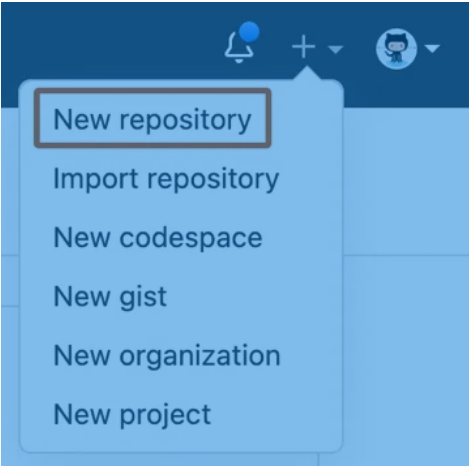 New repository
Import repository
New codespace
New gist
New organization
New project